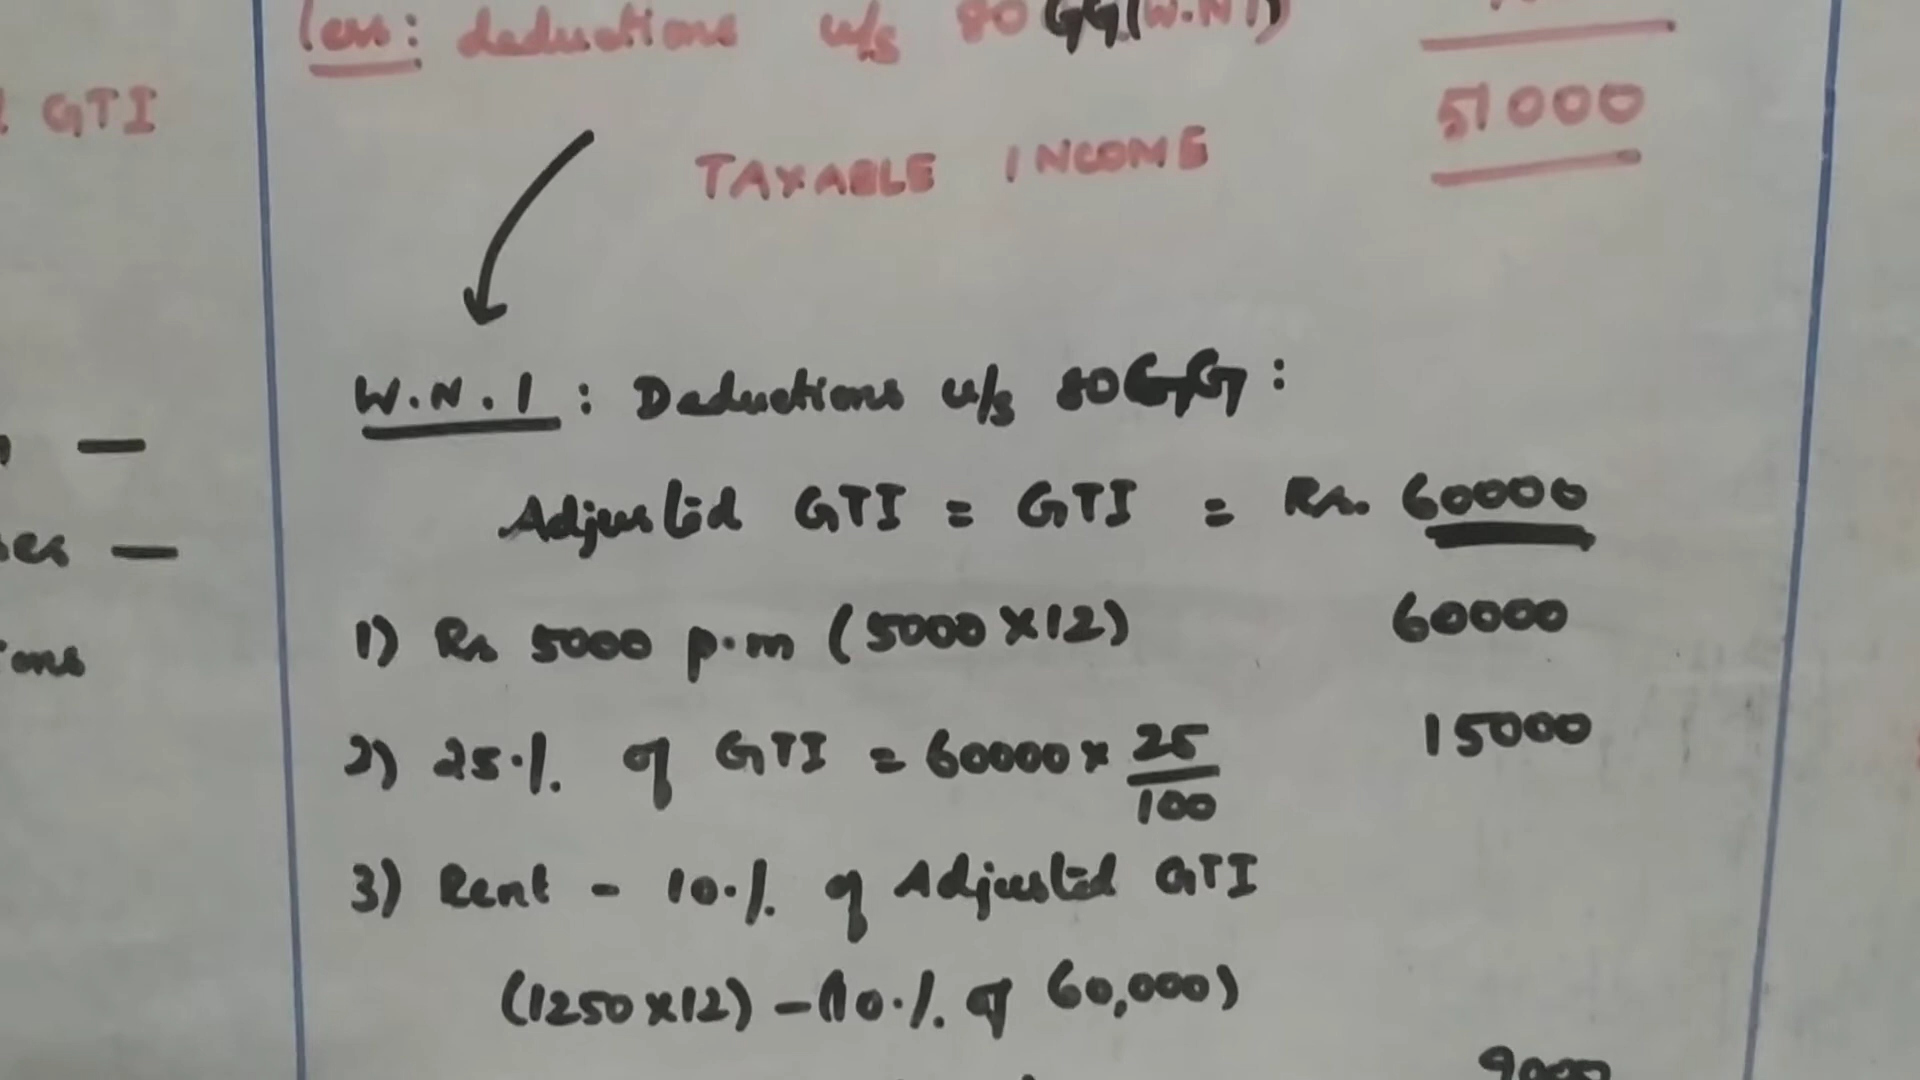 Less: deductions u/s 80 GG (W.N 1)
51000
GTI
TAXABLE INCOME
W.N.1 : Deductions u/s 80GG :
Adjusted GTI = GTI = Rs. 60000
1) Rs 5000 p.m (5000 x 12) 60000
2) 25·/. of GTI = 60000 x 25/100 15000
3) Rent - 10·/. of Adjusted GTI
(1250 x 12) - (10·/. of 60,000)
9000